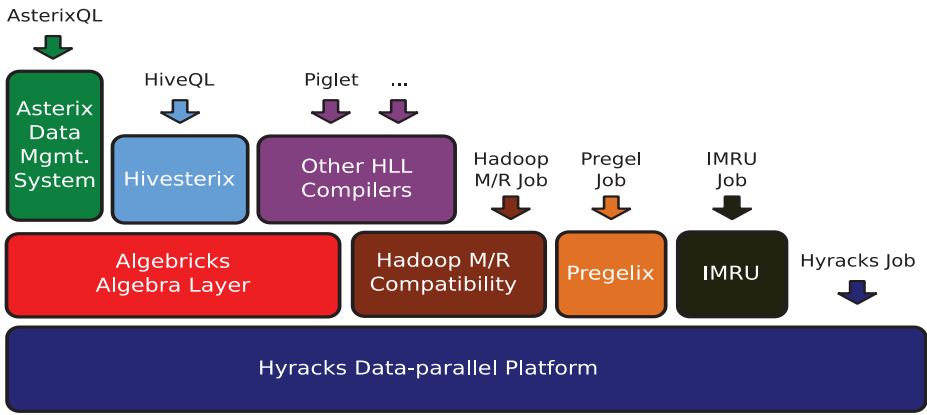 AsterixQL
HiveQL
Piglet
...
Asterix
Data
Mgmt.
System
Hivesterix
Other HLL
Compilers
Hadoop
M/R Job
Pregel
Job
IMRU
Job
Algebricks
Algebra Layer
Hadoop M/R
Compatibility
Pregelix
IMRU
Hyracks Job
Hyracks Data-parallel Platform